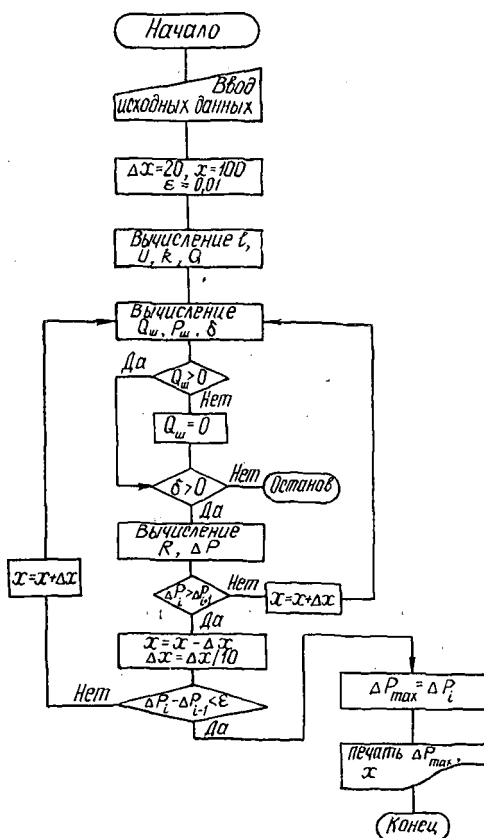 Начало
Ввод
исходных данных
Δx=20, x=100
ε=0,01
Вычисление ℓ,
U, k, Q
Вычисление
Qш, Pш, δ
Да
Qш>0
Нет
Qш=0
δ>0
Нет
Останов
Да
Вычисление
R, ΔP
x=x+Δx
ΔPi>ΔPi-1
Нет
x=x+Δx
Да
x=x-Δx
Δx=Δx/10
Нет
ΔPi-ΔPi-1<ε
Да
ΔPmax=ΔPi
печать ΔPmax,
x
Конец